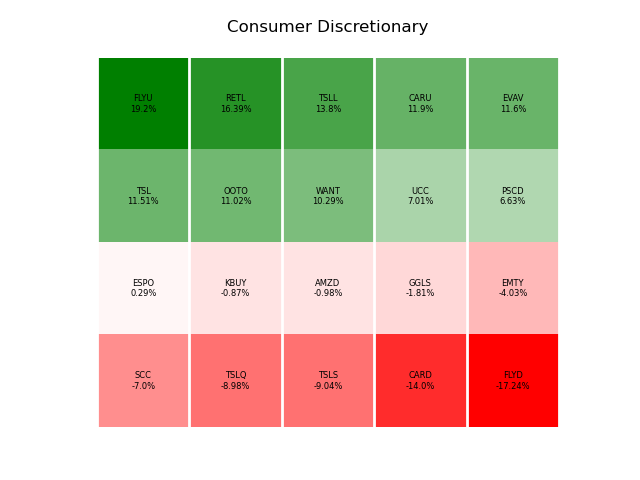 Consumer Discretionary
FLYU
19.2%
RETL
16.39%
TSLL
13.8%
CARU
11.9%
EVAV
11.6%
TSL
11.51%
OOTO
11.02%
WANT
10.29%
UCC
7.01%
PSCD
6.63%
ESPO
0.29%
KBUY
-0.87%
AMZD
-0.98%
GGLS
-1.81%
EMTY
-4.03%
SCC
-7.0%
TSLQ
-8.98%
TSLS
-9.04%
CARD
-14.0%
FLYD
-17.24%